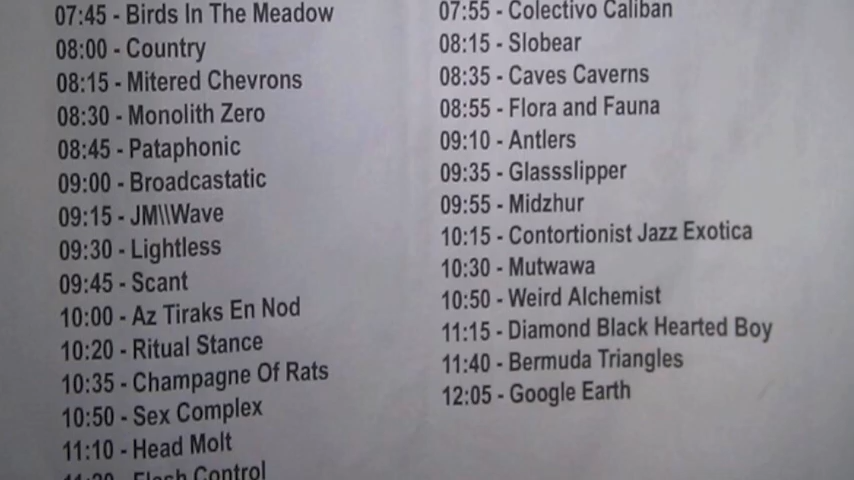 07:45 - Birds In The Meadow
08:00 - Country
08:15 - Mitered Chevrons
08:30 - Monolith Zero
08:45 - Pataphonic
09:00 - Broadcastatic
09:15 - JM\\Wave
09:30 - Lightless
09:45 - Scant
10:00 - Az Tiraks En Nod
10:20 - Ritual Stance
10:35 - Champagne Of Rats
10:50 - Sex Complex
11:10 - Head Molt
Flesh Control
07:55 - Colectivo Caliban
08:15 - Slobear
08:35 - Caves Caverns
08:55 - Flora and Fauna
09:10 - Antlers
09:35 - Glassslipper
09:55 - Midzhur
10:15 - Contortionist Jazz Exotica
10:30 - Mutwawa
10:50 - Weird Alchemist
11:15 - Diamond Black Hearted Boy
11:40 - Bermuda Triangles
12:05 - Google Earth